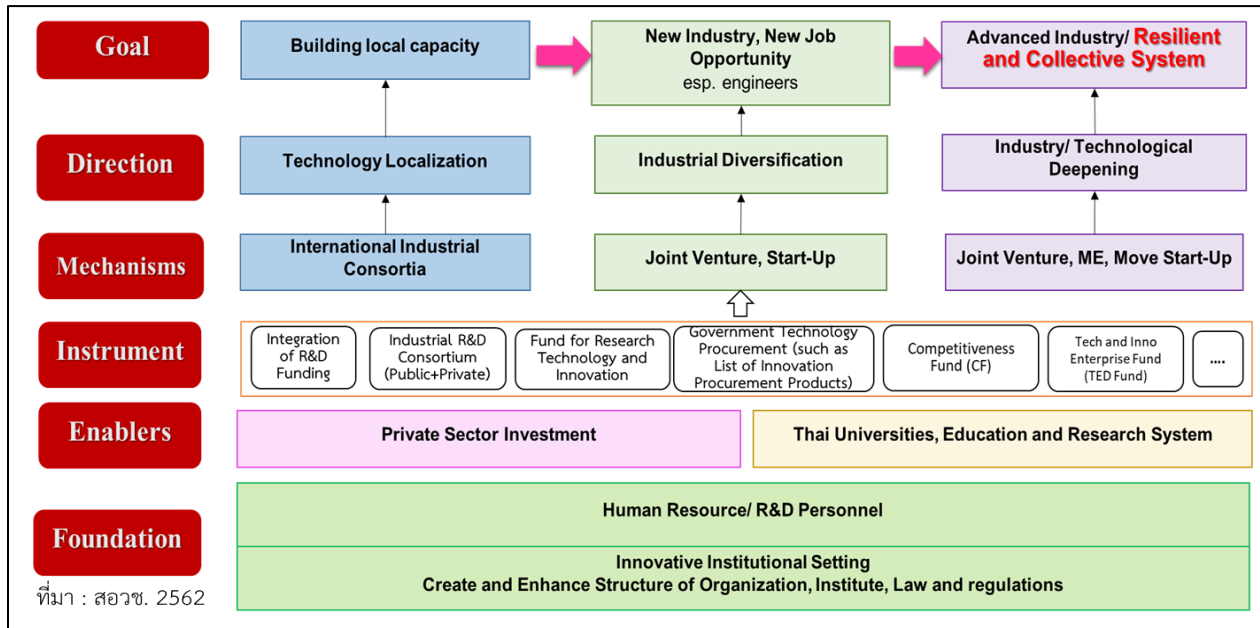 Goal
Building local capacity
New Industry, New Job
Opportunity
esp. engineers
Advanced Industry/ Resilient
and Collective System
Direction
Technology Localization
Industrial Diversification
Industry/ Technological
Deepening
Mechanisms
International Industrial
Consortia
Joint Venture, Start-Up
Joint Venture, ME, Move Start-Up
Instrument
Integration
of R&D
Funding
Industrial R&D
Consortium
(Public+Private)
Fund for Research
Technology and
Innovation
Government Technology
Procurement (such as
List of Innovation
Procurement Products)
Competitiveness
Fund (CF)
Tech and Inno
Enterprise Fund
(TED Fund)
....
Enablers
Private Sector Investment
Thai Universities, Education and Research System
Foundation
Human Resource/ R&D Personnel
Innovative Institutional Setting
Create and Enhance Structure of Organization, Institute, Law and regulations
ที่มา : สอวช. 2562